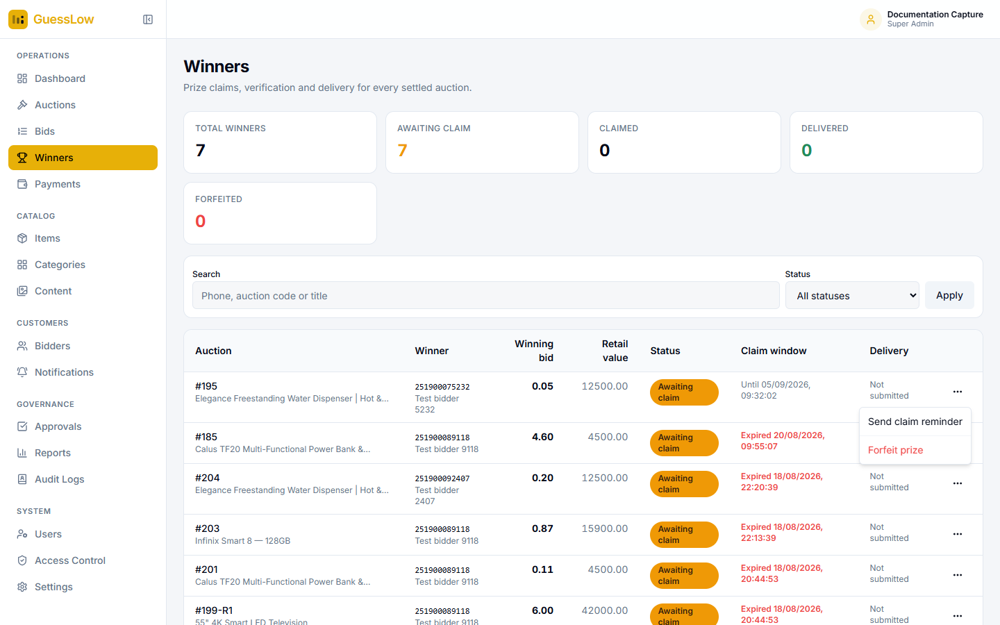 GuessLow
Documentation Capture
Super Admin
OPERATIONS
Dashboard
Auctions
Bids
Winners
Payments
CATALOG
Items
Categories
Content
CUSTOMERS
Bidders
Notifications
GOVERNANCE
Approvals
Reports
Audit Logs
SYSTEM
Users
Access Control
Settings
Winners
Prize claims, verification and delivery for every settled auction.
TOTAL WINNERS
7
AWAITING CLAIM
7
CLAIMED
0
DELIVERED
0
FORFEITED
0
Search
Phone, auction code or title
Status
All statuses
Apply
Auction
Winner
Winning
bid
Retail
value
Status
Claim window
Delivery
#195
Elegance Freestanding Water Dispenser | Hot &...
251900075232
Test bidder
5232
0.05
12500.00
Awaiting
claim
Until 05/09/2026,
09:32:02
Not
submitted
Send claim reminder
Forfeit prize
#185
Calus TF20 Multi-Functional Power Bank &...
251900089118
Test bidder 9118
4.60
4500.00
Awaiting
claim
Expired 20/08/2026,
09:55:07
#204
Elegance Freestanding Water Dispenser | Hot &...
251900092407
Test bidder
2407
0.20
12500.00
Awaiting
claim
Expired 18/08/2026,
22:20:39
Not
submitted
#203
Infinix Smart 8 — 128GB
251900089118
Test bidder 9118
0.87
15900.00
Awaiting
claim
Expired 18/08/2026,
22:13:39
Not
submitted
#201
Calus TF20 Multi-Functional Power Bank &...
251900089118
Test bidder 9118
0.11
4500.00
Awaiting
claim
Expired 18/08/2026,
20:44:53
Not
submitted
#199-R1
55" 4K Smart LED Television
251900089118
Test bidder 9118
6.00
42000.00
Awaiting
claim
Expired 18/08/2026,
20:44:53
Not
submitted